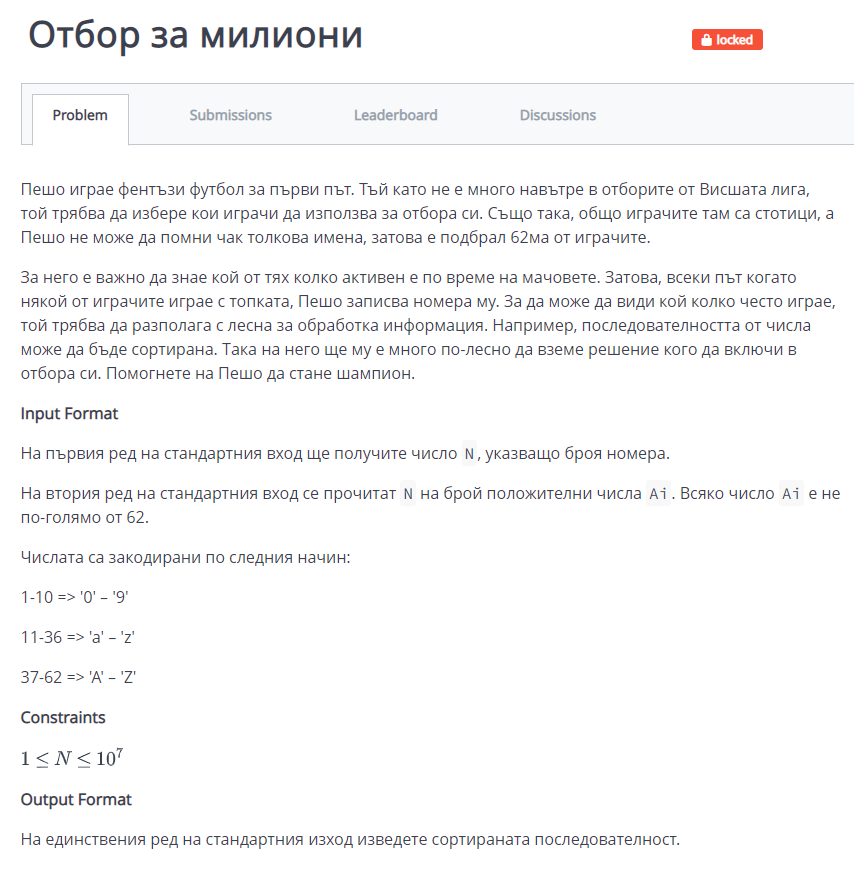 Отбор за милиони
locked
Problem Submissions Leaderboard Discussions
Пешо играе фентъзи футбол за първи път. Тъй като не е много навътре в отборите от Висшата лига,
той трябва да избере кои играчи да използва за отбора си. Също така, общо играчите там са стотици, а
Пешо не може да помни чак толкова имена, затова е подбрал 62ма от играчите.
За него е важно да знае кой от тях колко активен е по време на мачовете. Затова, всеки път когато
някой от играчите играе с топката, Пешо записва номера му. За да може да види кой колко често играе,
той трябва да разполага с лесна за обработка информация. Например, последователността от числа
може да бъде сортирана. Така на него ще му е много по-лесно да вземе решение кого да включи в
отбора си. Помогнете на Пешо да стане шампион.
Input Format
На първия ред на стандартния вход ще получите число N, указващо броя номера.
На втория ред на стандартния вход се прочитат N на брой положителни числа Ai. Всяко число Ai е не
по-голямо от 62.
Числата са закодирани по следния начин:
1-10 => '0' – '9'
11-36 => 'a' – 'z'
37-62 => 'A' – 'Z'
Constraints
1 ≤ N ≤ 10⁷
Output Format
На единствения ред на стандартния изход изведете сортираната последователност.